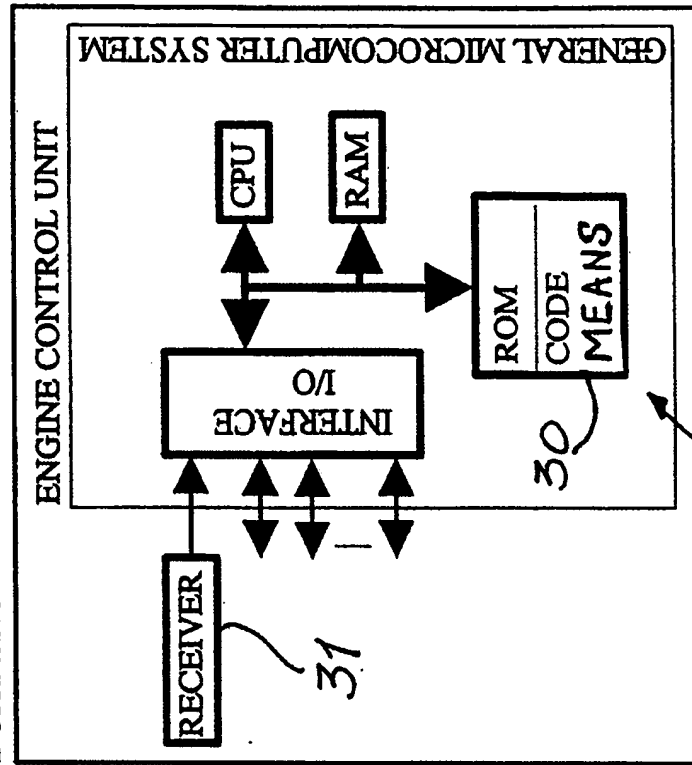 ENGINE CONTROL UNIT
GENERAL MICROCOMPUTER SYSTEM
RECEIVER
31
INTERFACE
I/O
CPU
RAM
ROM
CODE
MEANS
30